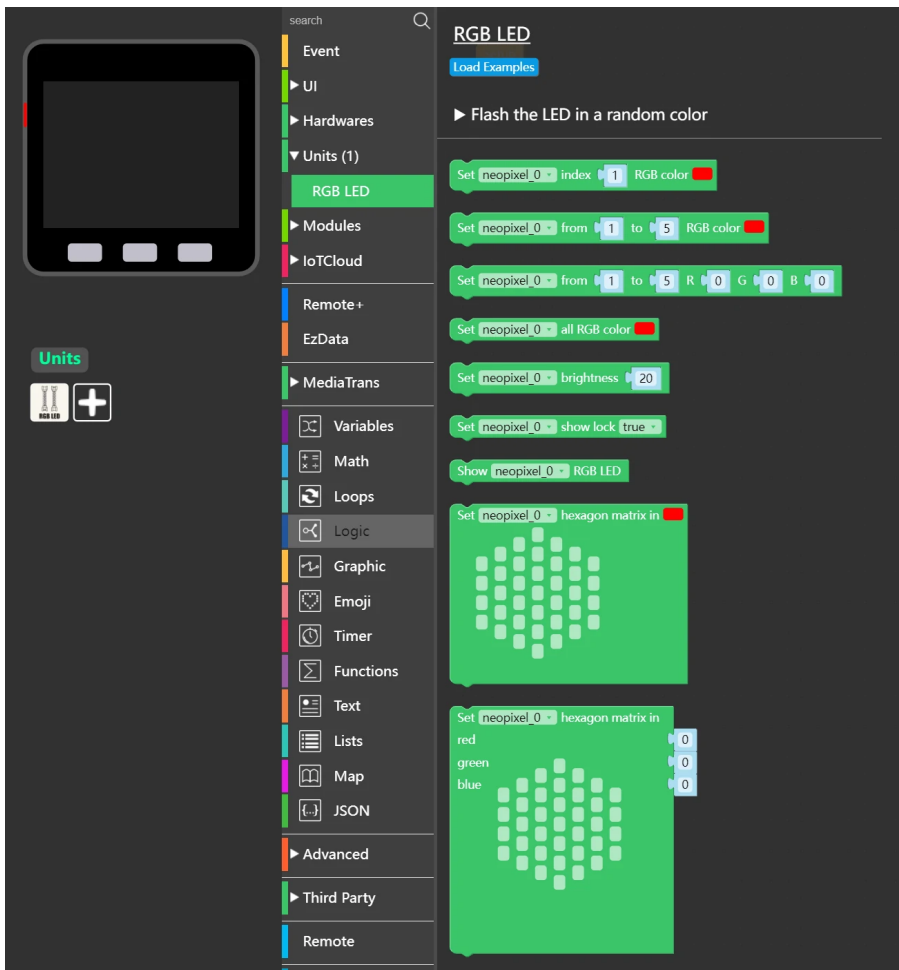 Units
RGB LED
search
Event
UI
Hardwares
Units (1)
RGB LED
Modules
IoTCloud
Remote+
EzData
MediaTrans
Variables
Math
Loops
Logic
Graphic
Emoji
Timer
Functions
Text
Lists
Map
JSON
Advanced
Third Party
Remote
RGB LED
Load Examples
Flash the LED in a random color
Set neopixel_0 index 1 RGB color
Set neopixel_0 from 1 to 5 RGB color
Set neopixel_0 from 1 to 5 R 0 G 0 B 0
Set neopixel_0 all RGB color
Set neopixel_0 brightness 20
Set neopixel_0 show lock true
Show neopixel_0 RGB LED
Set neopixel_0 hexagon matrix in
Set neopixel_0 hexagon matrix in
red 0
green 0
blue 0